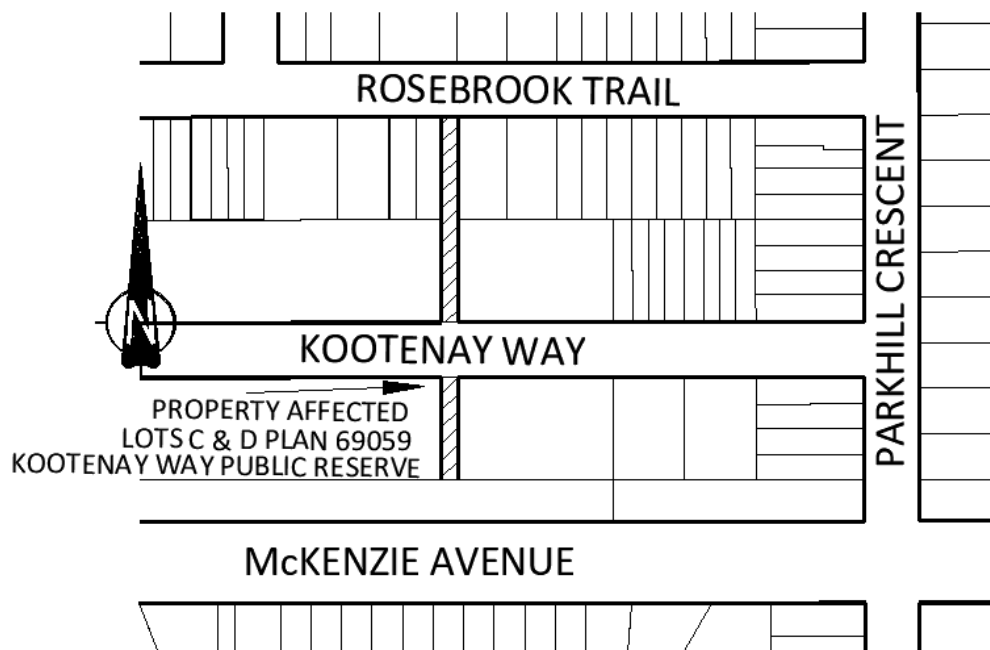 ROSEBROOK TRAIL
PARKHILL CRESCENT
N
KOOTENAY WAY
PROPERTY AFFECTED
LOTS C & D PLAN 69059
KOOTENAY WAY PUBLIC RESERVE
McKENZIE AVENUE